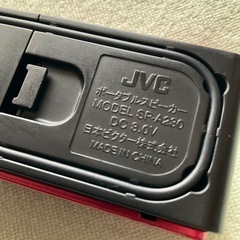 JVC
ポータブルスピーカー
MODEL SP-A230
DC 3.0V
日本ビクター株式会社
MADE IN CHINA